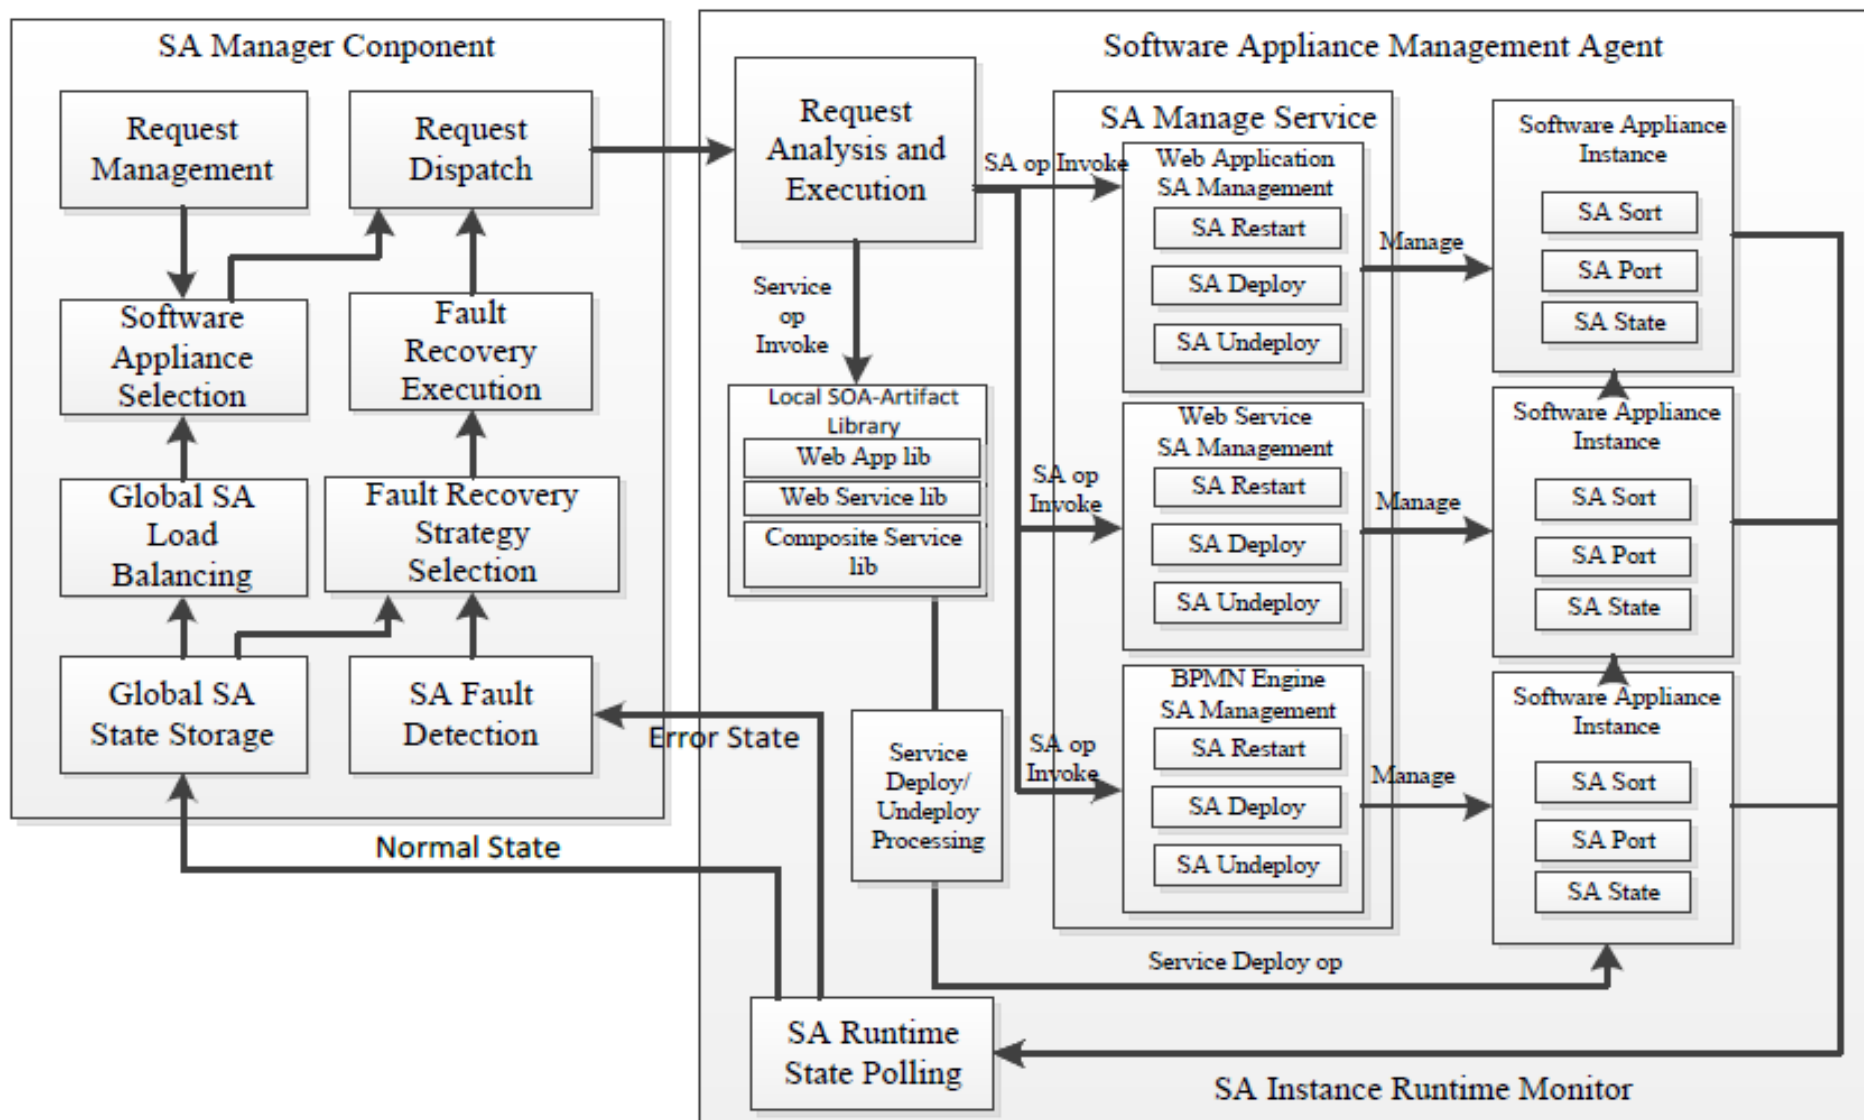 SA Manager Conponent
Request
Management
Request
Dispatch
Software
Appliance
Selection
Fault
Recovery
Execution
Global SA
Load
Balancing
Fault Recovery
Strategy
Selection
Global SA
State Storage
SA Fault
Detection
Error State
Normal State
Software Appliance Management Agent
Request
Analysis and
Execution
Service
op
Invoke
Local SOA-Artifact
Library
Web App lib
Web Service lib
Composite Service
lib
Service
Deploy/
Undeploy
Processing
SA op Invoke
SA op
Invoke
SA op
Invoke
SA Manage Service
Web Application
SA Management
SA Restart
SA Deploy
SA Undeploy
Web Service
SA Management
SA Restart
SA Deploy
SA Undeploy
BPMN Engine
SA Management
SA Restart
SA Deploy
SA Undeploy
Manage
Manage
Manage
Software Appliance
Instance
SA Sort
SA Port
SA State
Software Appliance
Instance
SA Sort
SA Port
SA State
Software Appliance
Instance
SA Sort
SA Port
SA State
Service Deploy op
SA Runtime
State Polling
SA Instance Runtime Monitor